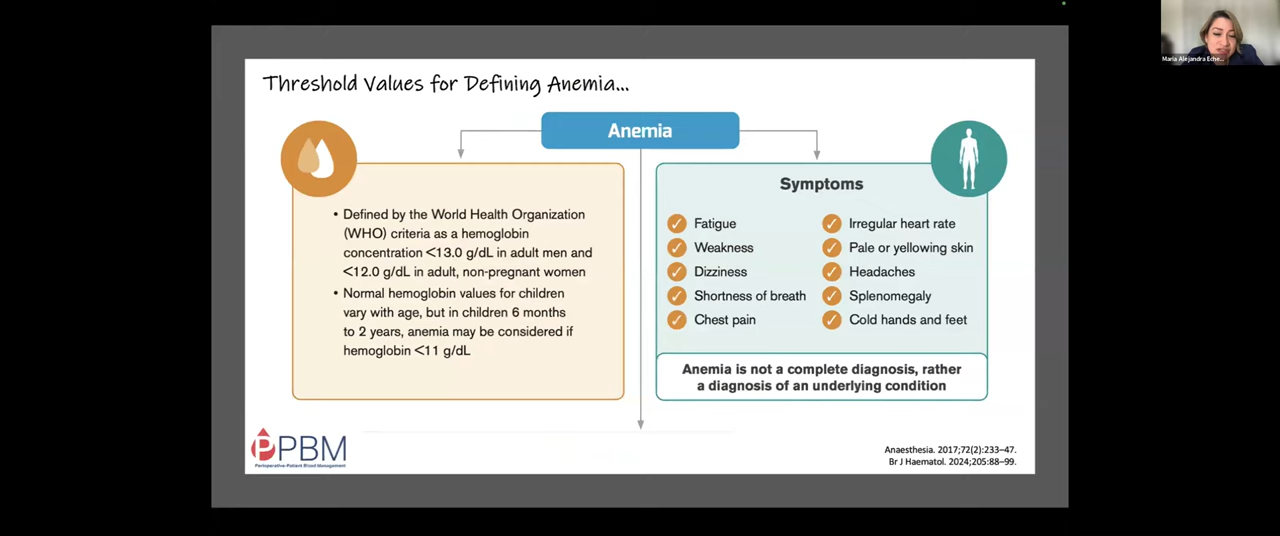 Maria Alejandra Eche...
Threshold Values for Defining Anemia...
Anemia
• Defined by the World Health Organization
(WHO) criteria as a hemoglobin
concentration <13.0 g/dL in adult men and
<12.0 g/dL in adult, non-pregnant women
• Normal hemoglobin values for children
vary with age, but in children 6 months
to 2 years, anemia may be considered if
hemoglobin <11 g/dL
Symptoms
Fatigue
Weakness
Dizziness
Shortness of breath
Chest pain
Irregular heart rate
Pale or yellowing skin
Headaches
Splenomegaly
Cold hands and feet
Anemia is not a complete diagnosis, rather
a diagnosis of an underlying condition
PPBM
Perioperative-Patient Blood Management
Anaesthesia. 2017;72(2):233–47.
Br J Haematol. 2024;205:88–99.